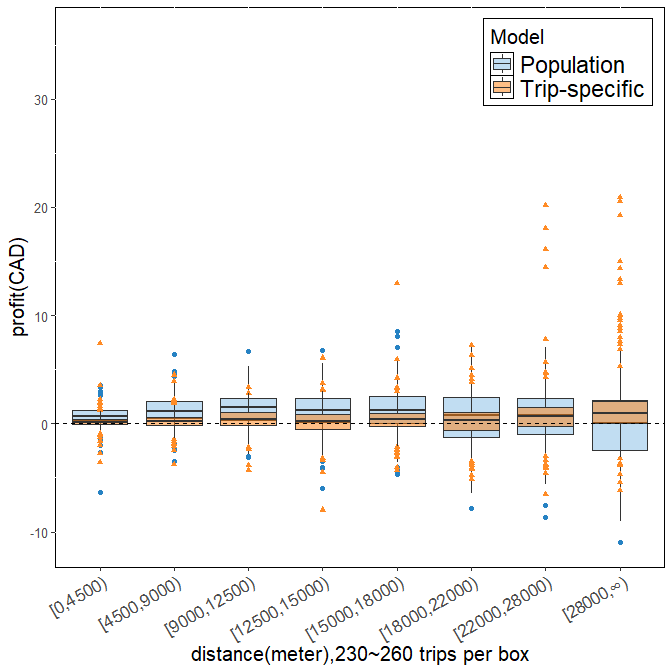 Model
Population
Trip-specific
profit(CAD)
30
20
10
0
-10
[0,4500)
[4500,9000)
[9000,12500)
[12500,15000)
[15000,18000)
[18000,22000)
[22000,28000)
[28000,∞)
distance(meter),230~260 trips per box